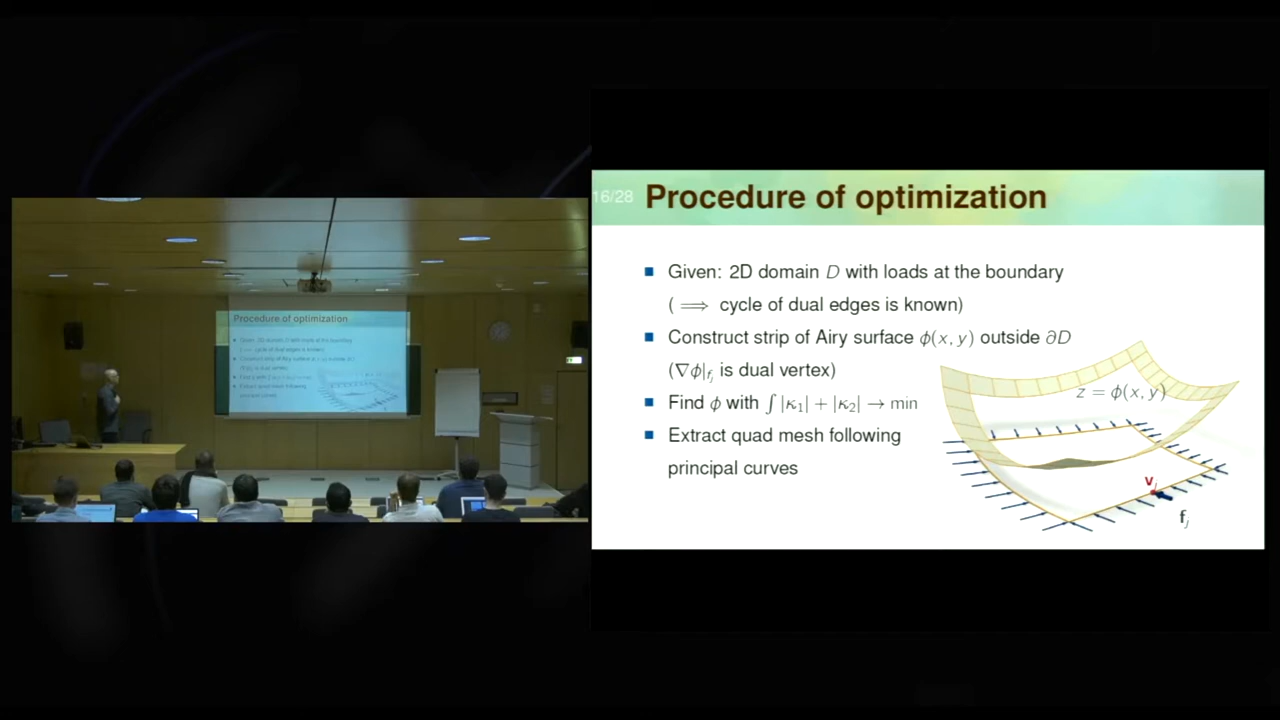 16/28 Procedure of optimization
Given: 2D domain D with loads at the boundary
( ⟹ cycle of dual edges is known)
Construct strip of Airy surface ϕ(x, y) outside ∂D
(∇ϕ|fⱼ is dual vertex)
Find ϕ with ∫ |κ₁| + |κ₂| → min
Extract quad mesh following
principal curves
z = ϕ(x, y)
fⱼ
Procedure of optimization